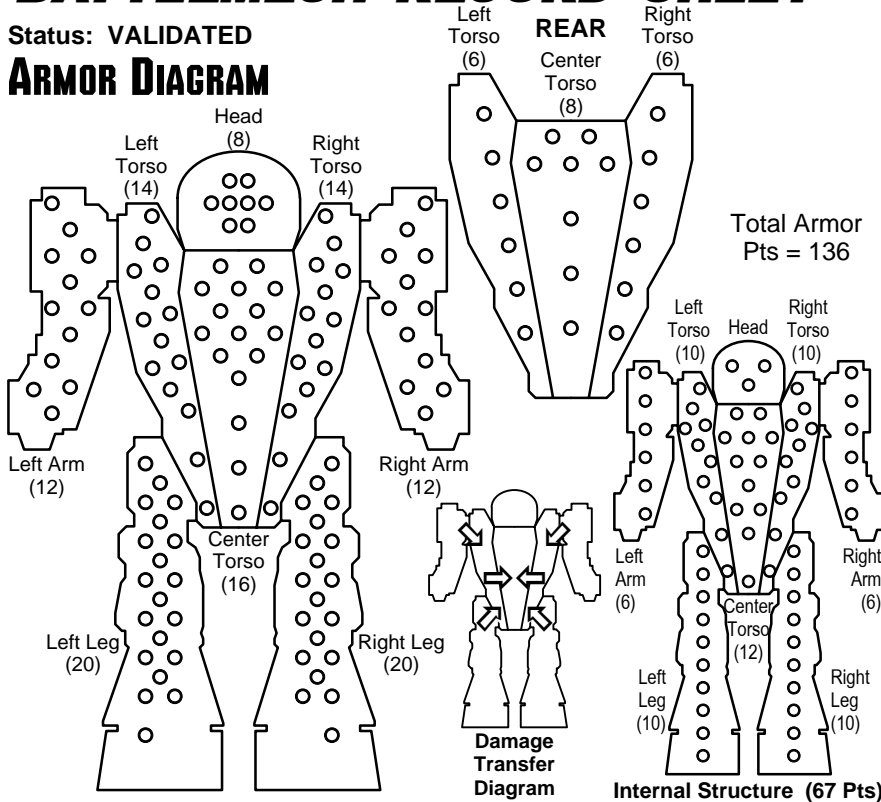 BATTLEMECH RECORD SHEET
Status: VALIDATED
ARMOR DIAGRAM
Head
(8)
Left
Torso
(14)
Right
Torso
(14)
Left Arm
(12)
Right Arm
(12)
Center
Torso
(16)
Left Leg
(20)
Right Leg
(20)
REAR
Left
Torso
(6)
Center
Torso
(8)
Right
Torso
(6)
Total Armor
Pts = 136
Damage
Transfer
Diagram
Left
Torso
(10)
Head
Right
Torso
(10)
Left
Arm
(6)
Right
Arm
(6)
Center
Torso
(12)
Left
Leg
(10)
Right
Leg
(10)
Internal Structure (67 Pts)